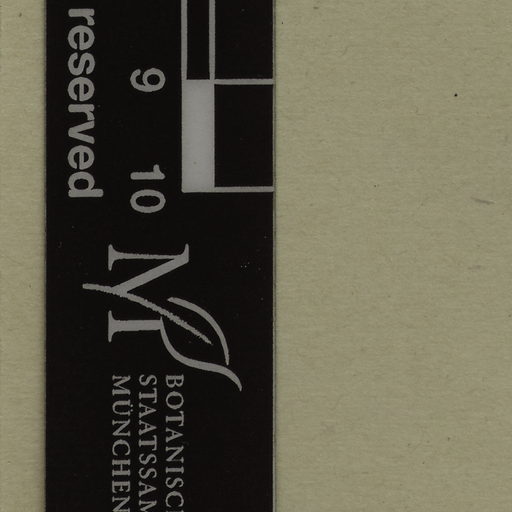 reserved
9 10
M
BOTANISC
STAATSSAM
MÜNCHEN